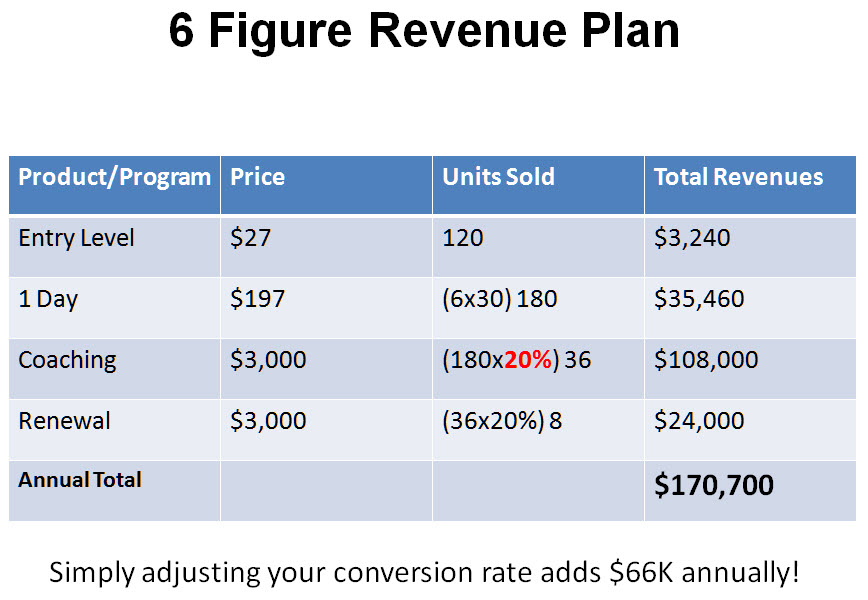 6 Figure Revenue Plan
Product/Program Price Units Sold Total Revenues
Entry Level $27 120 $3,240
1 Day $197 (6x30) 180 $35,460
Coaching $3,000 (180x20%) 36 $108,000
Renewal $3,000 (36x20%) 8 $24,000
Annual Total $170,700
Simply adjusting your conversion rate adds $66K annually!